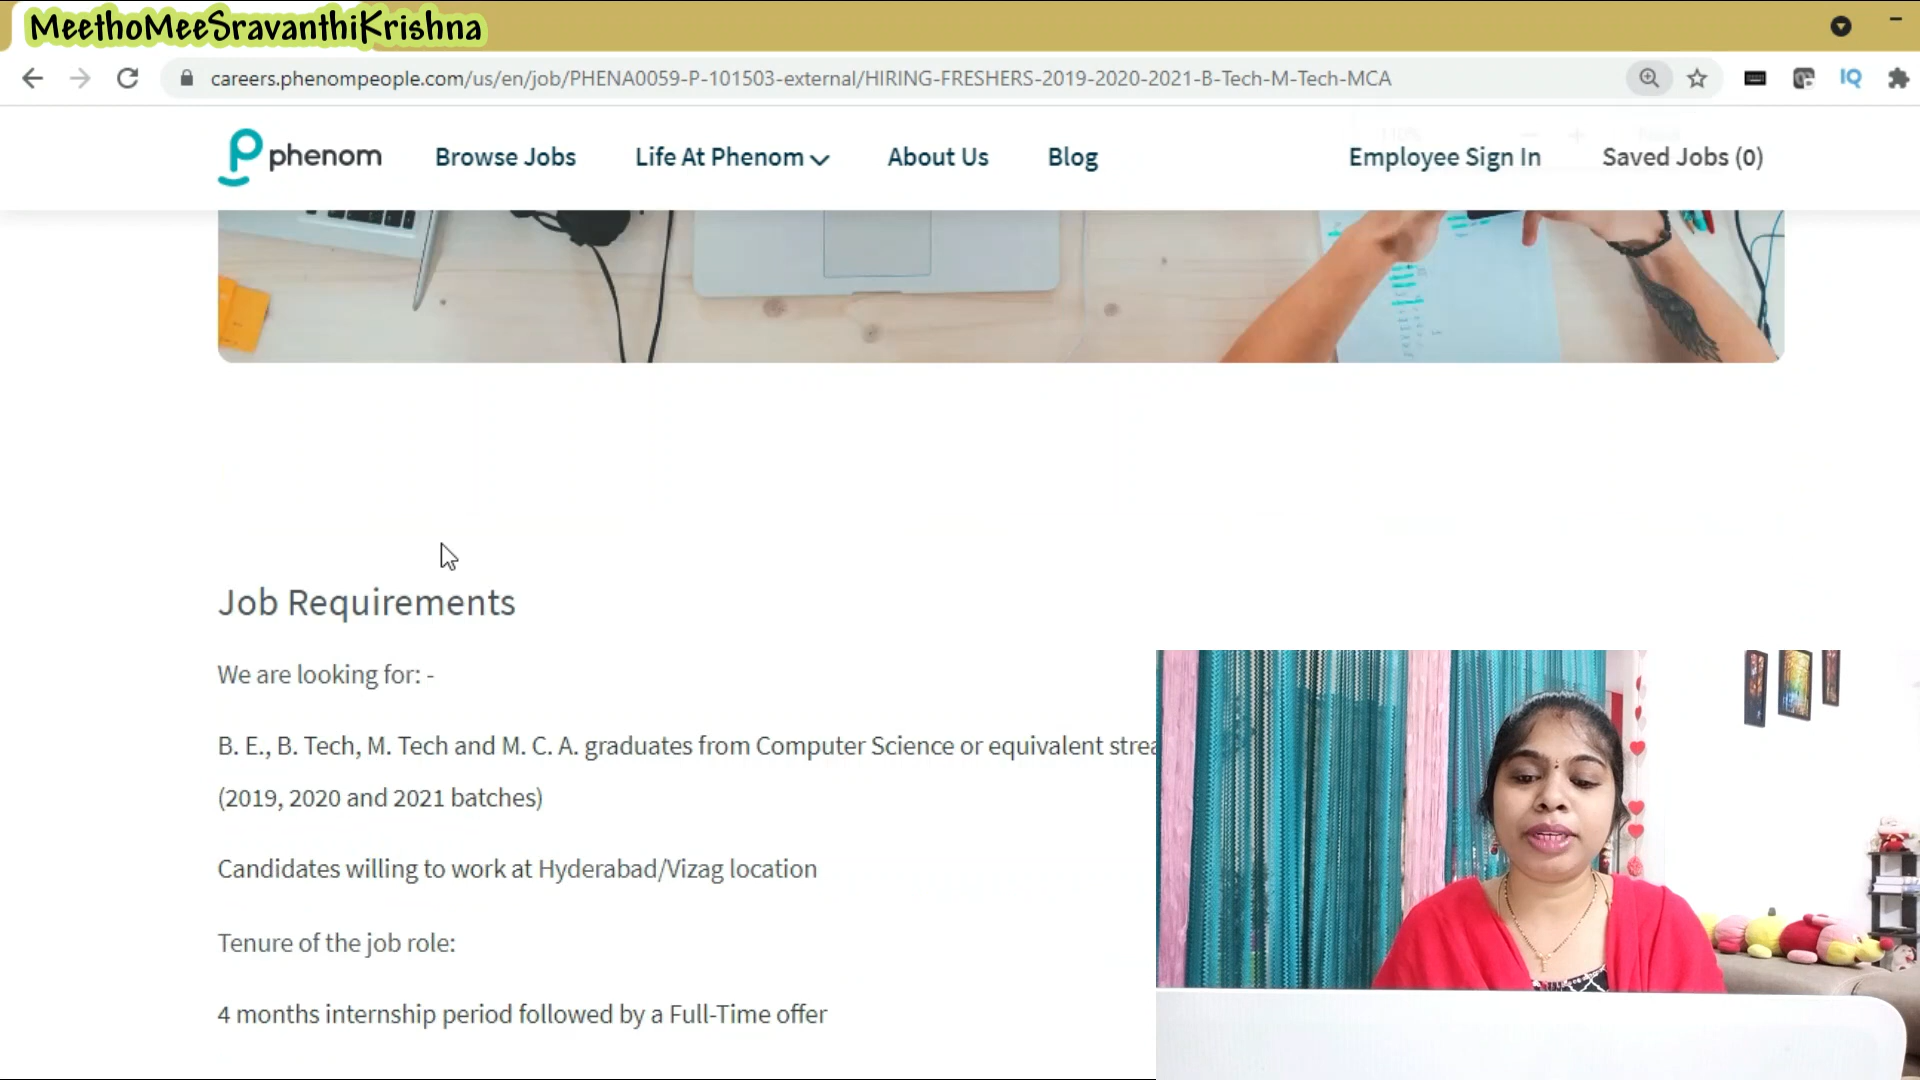 MeethoMeeSravanthiKrishna
careers.phenompeople.com/us/en/job/PHENA0059-P-101503-external/HIRING-FRESHERS-2019-2020-2021-B-Tech-M-Tech-MCA
IQ
phenom
Browse Jobs
Life At Phenom
About Us
Blog
Employee Sign In
Saved Jobs (0)
Job Requirements
We are looking for: -
B. E., B. Tech, M. Tech and M. C. A. graduates from Computer Science or equivalent strea
(2019, 2020 and 2021 batches)
Candidates willing to work at Hyderabad/Vizag location
Tenure of the job role:
4 months internship period followed by a Full-Time offer